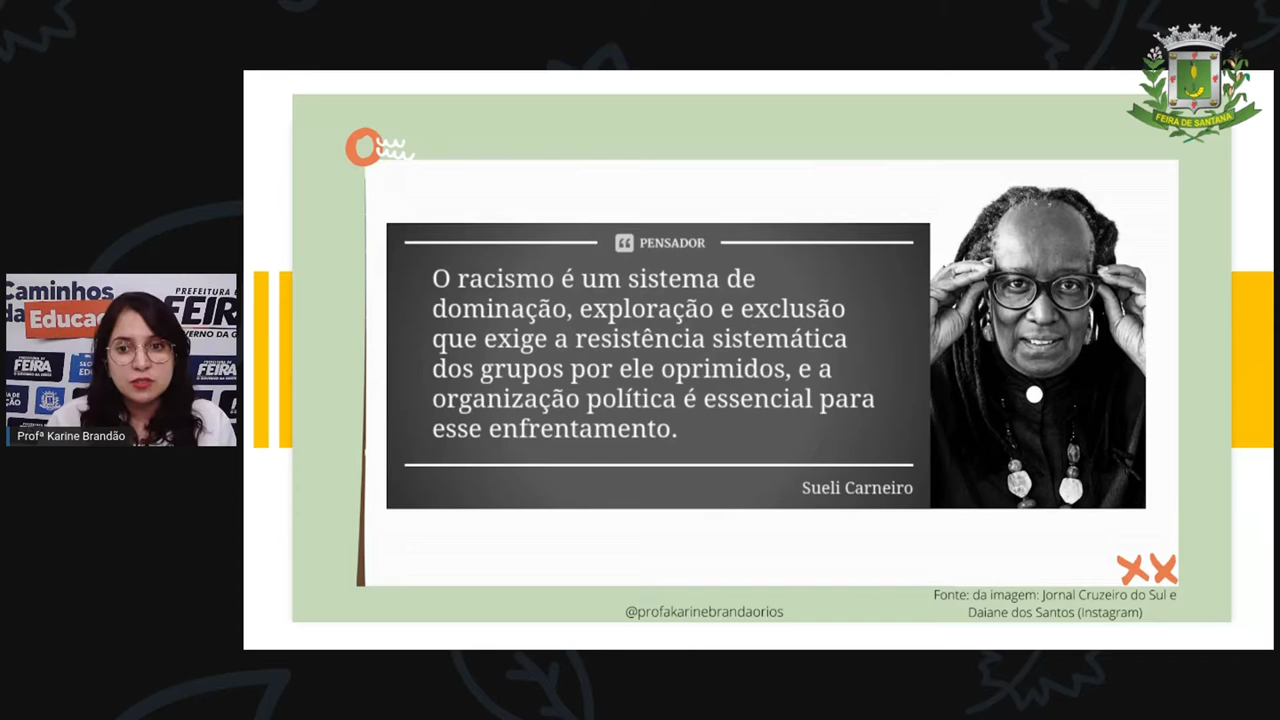 FEIRA DE SANTANA
PENSADOR
O racismo é um sistema de
dominação, exploração e exclusão
que exige a resistência sistemática
dos grupos por ele oprimidos, e a
organização política é essencial para
esse enfrentamento.
Sueli Carneiro
Caminhos
da Educaç
PREFEITURA
FEIR
VERNO DA
FEIRA
FEIRA
Profª Karine Brandão
Fonte: da imagem: Jornal Cruzeiro do Sul e
Daiane dos Santos (Instagram)
@profakarinebrandaorios